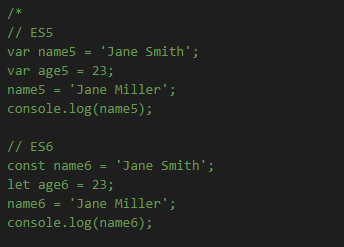 /*
// ES5
var name5 = 'Jane Smith';
var age5 = 23;
name5 = 'Jane Miller';
console.log(name5);
// ES6
const name6 = 'Jane Smith';
let age6 = 23;
name6 = 'Jane Miller';
console.log(name6);